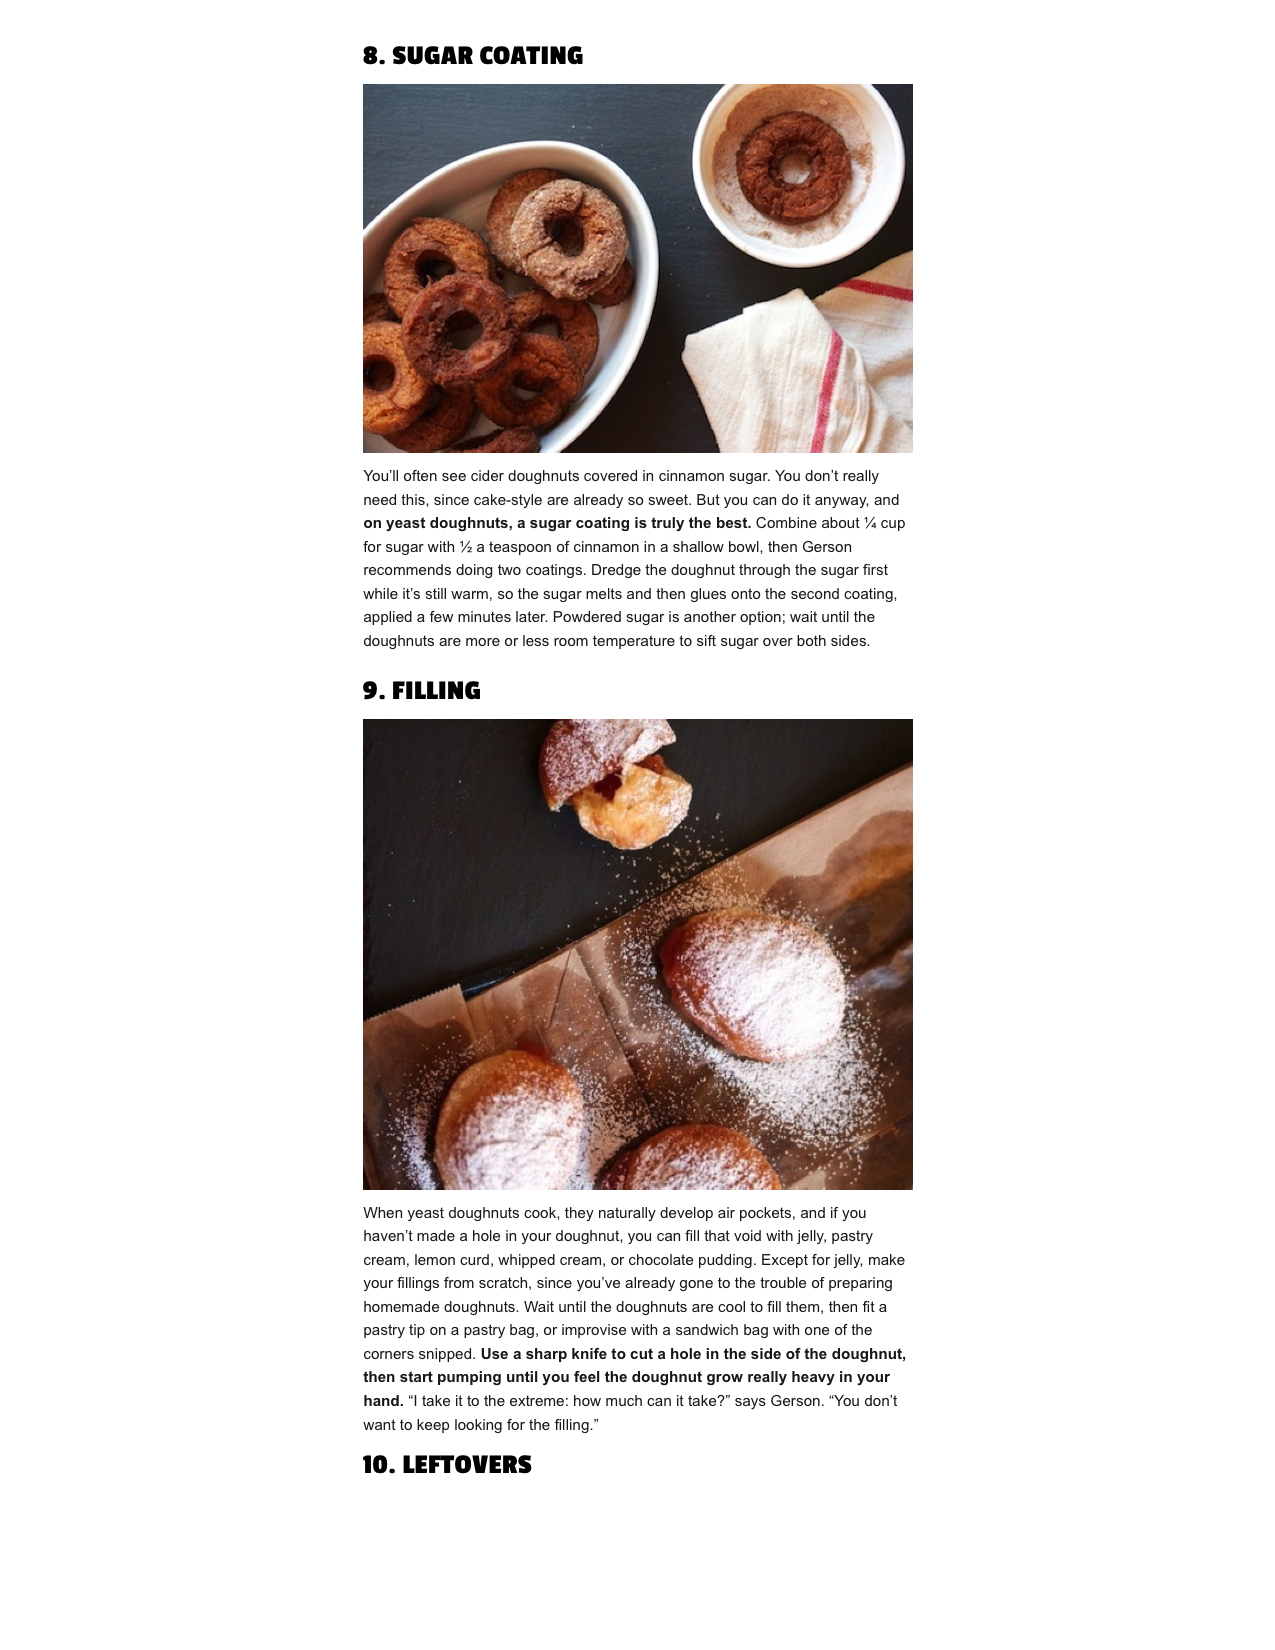 8. SUGAR COATING
You’ll often see cider doughnuts covered in cinnamon sugar. You don’t really
need this, since cake-style are already so sweet. But you can do it anyway, and
on yeast doughnuts, a sugar coating is truly the best. Combine about ¼ cup
for sugar with ½ a teaspoon of cinnamon in a shallow bowl, then Gerson
recommends doing two coatings. Dredge the doughnut through the sugar first
while it’s still warm, so the sugar melts and then glues onto the second coating,
applied a few minutes later. Powdered sugar is another option; wait until the
doughnuts are more or less room temperature to sift sugar over both sides.
9. FILLING
When yeast doughnuts cook, they naturally develop air pockets, and if you
haven’t made a hole in your doughnut, you can fill that void with jelly, pastry
cream, lemon curd, whipped cream, or chocolate pudding. Except for jelly, make
your fillings from scratch, since you’ve already gone to the trouble of preparing
homemade doughnuts. Wait until the doughnuts are cool to fill them, then fit a
pastry tip on a pastry bag, or improvise with a sandwich bag with one of the
corners snipped. Use a sharp knife to cut a hole in the side of the doughnut,
then start pumping until you feel the doughnut grow really heavy in your
hand. “I take it to the extreme: how much can it take?” says Gerson. “You don’t
want to keep looking for the filling.”
10. LEFTOVERS